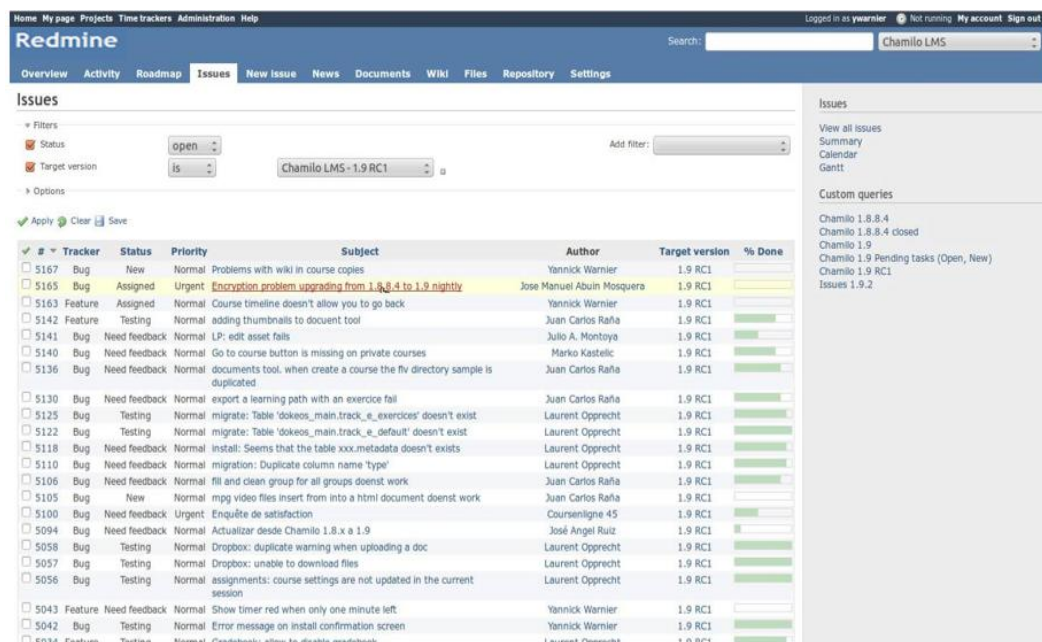 Home My page Projects Time trackers Administration Help Logged in as ywarnier Not running My account Sign out
Redmine Search: Chamilo LMS
Overview Activity Roadmap Issues New issue News Documents Wiki Files Repository Settings
Issues
Filters
Status open Add filter:
Target version is Chamilo LMS - 1.9 RC1
Options
Apply Clear Save
# Tracker Status Priority Subject Author Target version % Done
5167 Bug New Normal Problems with wiki in course copies Yannick Warnier 1.9 RC1
5165 Bug Assigned Urgent Encryption problem upgrading from 1.8.8.4 to 1.9 nightly Jose Manuel Abuin Mosquera 1.9 RC1
5163 Feature Assigned Normal Course timeline doesn't allow you to go back Yannick Warnier 1.9 RC1
5142 Feature Testing Normal adding thumbnails to docuent tool Juan Carlos Raña 1.9 RC1
5141 Bug Need feedback Normal LP: edit asset fails Julio A. Montoya 1.9 RC1
5140 Bug Need feedback Normal Go to course button is missing on private courses Marko Kastelic 1.9 RC1
5136 Bug Need feedback Normal documents tool. when create a course the flv directory sample is Juan Carlos Raña 1.9 RC1
duplicated
5130 Bug Need feedback Normal export a learning path with an exercice fail Juan Carlos Raña 1.9 RC1
5125 Bug Testing Normal migrate: Table 'dokeos_main.track_e_exercices' doesn't exist Laurent Opprecht 1.9 RC1
5122 Bug Testing Normal migrate: Table 'dokeos_main.track_e_default' doesn't exist Laurent Opprecht 1.9 RC1
5118 Bug Need feedback Normal install: Seems that the table xxx.metadata doesn't exists Laurent Opprecht 1.9 RC1
5110 Bug Need feedback Normal migration: Duplicate column name 'type' Laurent Opprecht 1.9 RC1
5106 Bug Need feedback Normal fill and clean group for all groups doenst work Juan Carlos Raña 1.9 RC1
5105 Bug New Normal mpg video files insert from into a html document doenst work Juan Carlos Raña 1.9 RC1
5100 Bug Need feedback Urgent Enquête de satisfaction Coursenligne 45 1.9 RC1
5094 Bug Need feedback Normal Actualizar desde Chamilo 1.8.x a 1.9 José Angel Ruiz 1.9 RC1
5058 Bug Testing Normal Dropbox: duplicate warning when uploading a doc Laurent Opprecht 1.9 RC1
5057 Bug Testing Normal Dropbox: unable to download files Laurent Opprecht 1.9 RC1
5056 Bug Testing Normal assignments: course settings are not updated in the current Laurent Opprecht 1.9 RC1
session
5043 Feature Need feedback Normal Show timer red when only one minute left Yannick Warnier 1.9 RC1
5042 Bug Testing Normal Error message on install confirmation screen Yannick Warnier 1.9 RC1
5034 Feature Testing Normal Gradebook: allow to disable gradebook Laurent Opprecht 1.9 RC1
Issues
View all issues
Summary
Calendar
Gantt
Custom queries
Chamilo 1.8.8.4
Chamilo 1.8.8.4 closed
Chamilo 1.9
Chamilo 1.9 Pending tasks (Open, New)
Chamilo 1.9 RC1
Issues 1.9.2